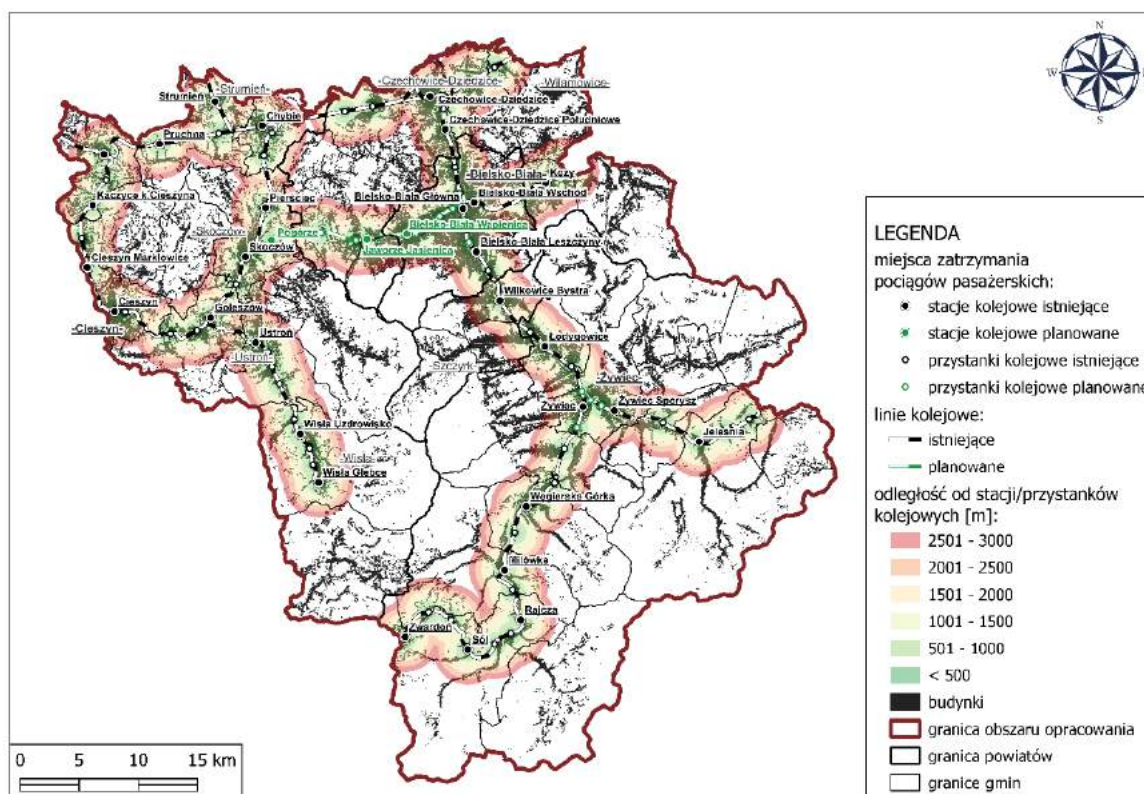 N
W
S
-Czechowice-Dziedzice-
-Wilamowice-
Strumień
-Strumień-
Czechowice-Dziedzice
Chybie
Czechowice-Dziedzice Południowe
Pruchna
-Bielsko-Biała-
Kozy
Kaczyce k.Cieszyna
Pierściec
Bielsko-Biała Główna
Bielsko-Biała Wschód
-Skoczów-
Pogórze
Bielsko-Biała Wapienica
Skoczów
Jaworze Jasienica
Bielsko-Biała Leszczyny
Cieszyn Marklowice
Wilkowice Bystra
Cieszyn
Goleszów
-Cieszyn-
Ustroń
-Ustroń-
Łodygowice
-Szczyrk-
-Żywiec-
Żywiec
Żywiec Sporysz
Wisła Uzdrowisko
Jeleśnia
-Wisła-
Wisła Głębce
Węgierska Górka
Milówka
Rajcza
Zwardoń
Sól
0 5 10 15 km
LEGENDA
miejsca zatrzymania
pociągów pasażerskich:
stacje kolejowe istniejące
stacje kolejowe planowane
przystanki kolejowe istniejące
przystanki kolejowe planowane
linie kolejowe:
istniejące
planowane
odległość od stacji/przystanków
kolejowych [m]:
2501 - 3000
2001 - 2500
1501 - 2000
1001 - 1500
501 - 1000
< 500
budynki
granica obszaru opracowania
granica powiatów
granice gmin